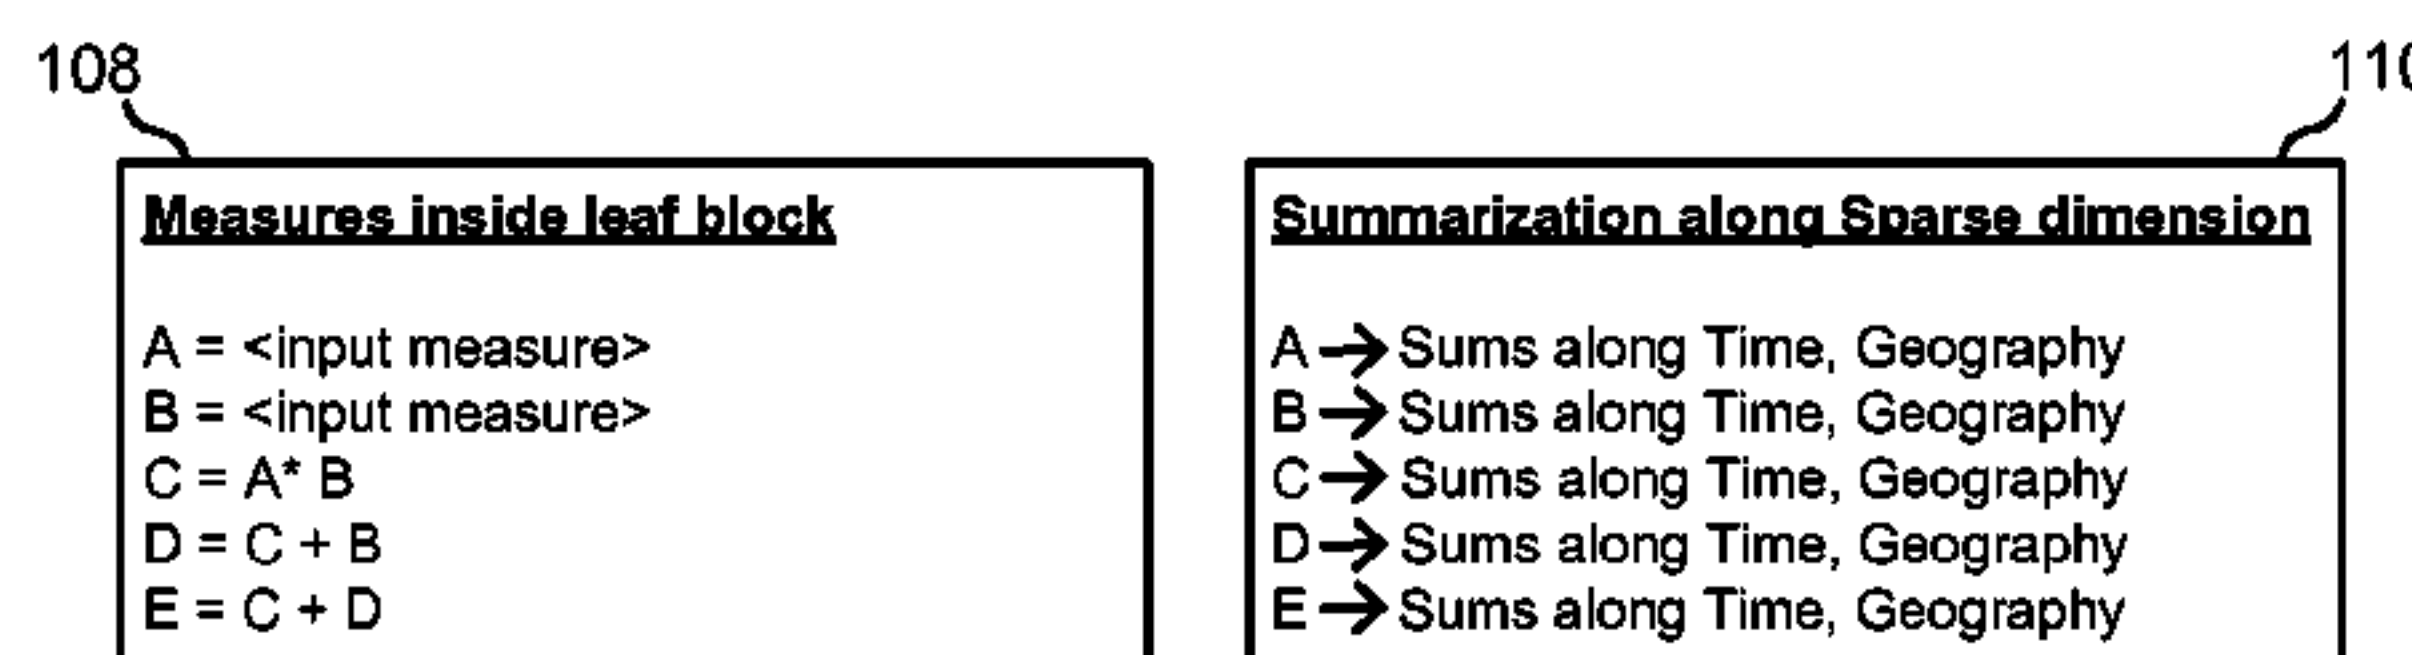 108
110
Measures inside leaf block
A = <input measure>
B = <input measure>
C = A* B
D = C + B
E = C + D
Summarization along Sparse dimension
A → Sums along Time, Geography
B → Sums along Time, Geography
C → Sums along Time, Geography
D → Sums along Time, Geography
E → Sums along Time, Geography